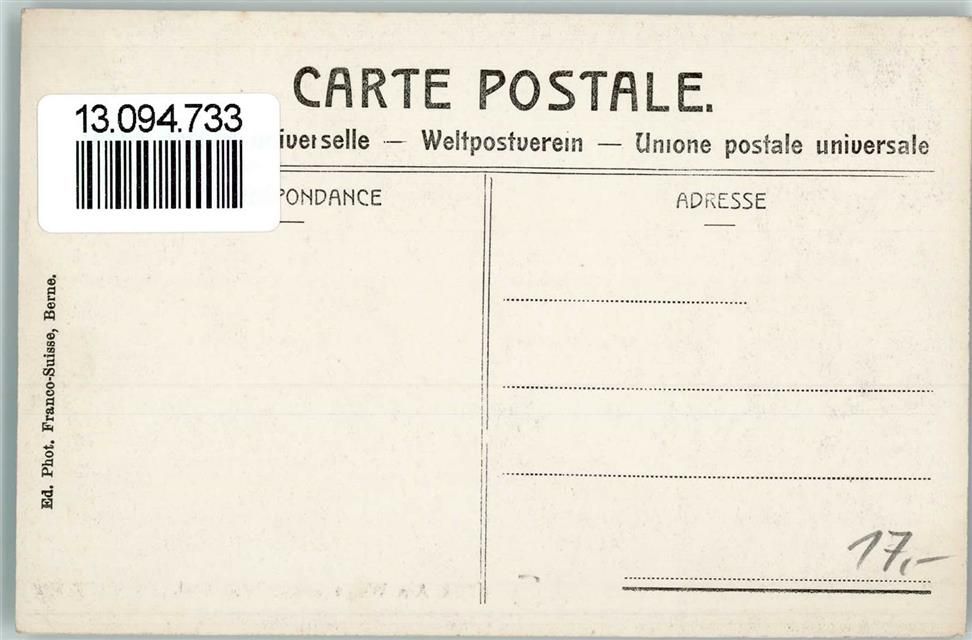 CARTE POSTALE.
13.094.733
iverselle — Weltpostverein — Unione postale universale
PONDANCE
ADRESSE
Ed. Phot. Franco-Suisse, Berne.
17,-